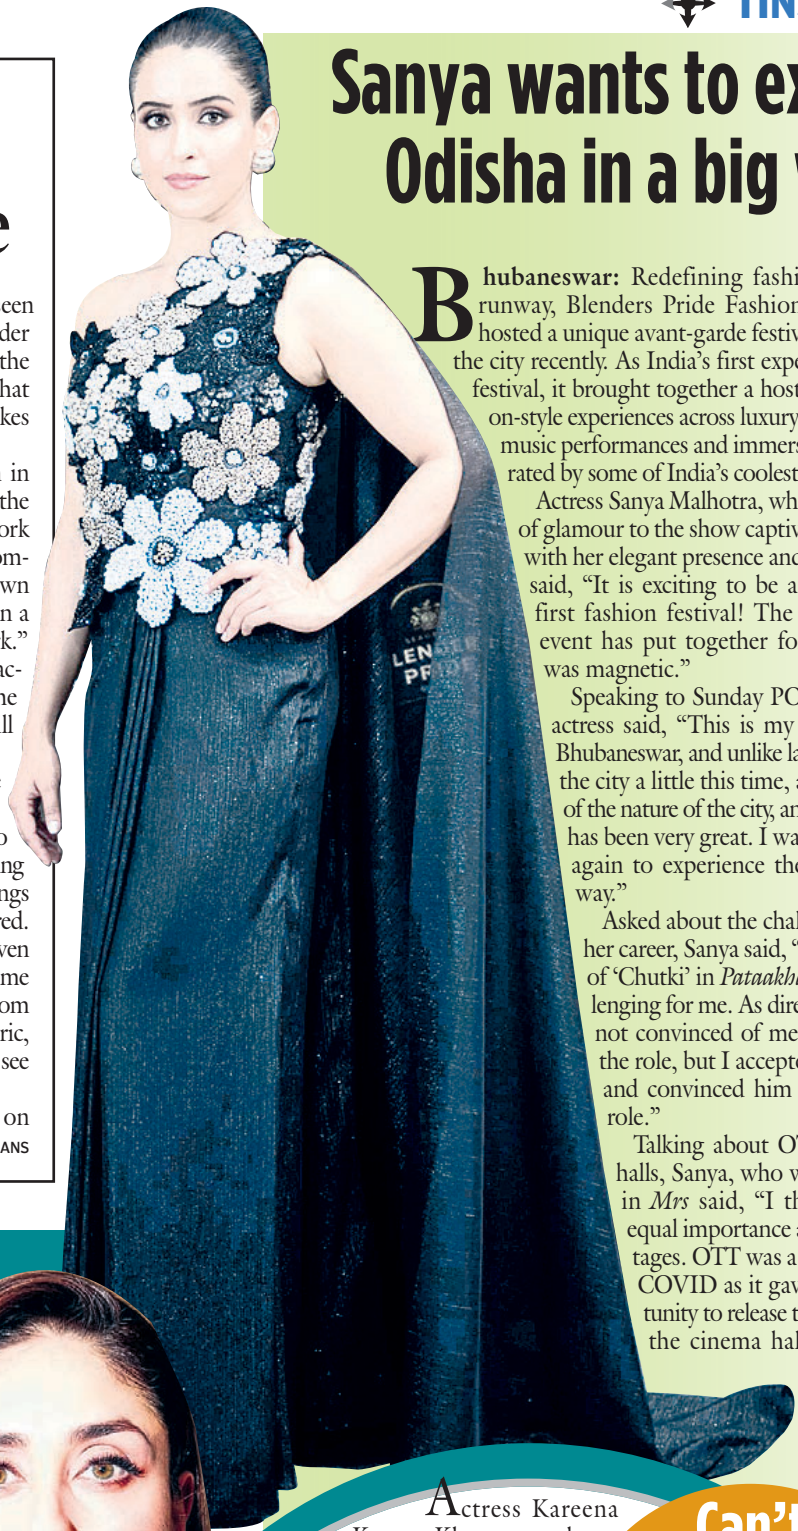 TIN
Sanya wants to ex
Odisha in a big
Bhubaneswar: Redefining fashi
runway, Blenders Pride Fashion
hosted a unique avant-garde festiv
the city recently. As India's first expe
festival, it brought together a host
on-style experiences across luxury
music performances and immers
rated by some of India's coolest
Actress Sanya Malhotra, wh
of glamour to the show captiv
with her elegant presence and
said, “It is exciting to be a
first fashion festival! The
event has put together fo
was magnetic.”
Speaking to Sunday PO
actress said, “This is my
Bhubaneswar, and unlike la
the city a little this time, a
of the nature of the city, an
has been very great. I wa
again to experience the
way.”
Asked about the chal
her career, Sanya said, “
of ‘Chutki’ in Pataakh
lenging for me. As dire
not convinced of me
the role, but I accepte
and convinced him
role.”
Talking about OT
halls, Sanya, who w
in Mrs said, “I th
equal importance a
tages. OTT was a
COVID as it gav
tunity to release t
the cinema hal
e
een
der
the
hat
kes
in
the
ork
om-
wn
n a
k.”
ac-
ne
ll
o
ng
ngs
red.
ven
me
om
ric,
see
on
ANS
LENDER
PRIDE
Actress Kareena
Can't